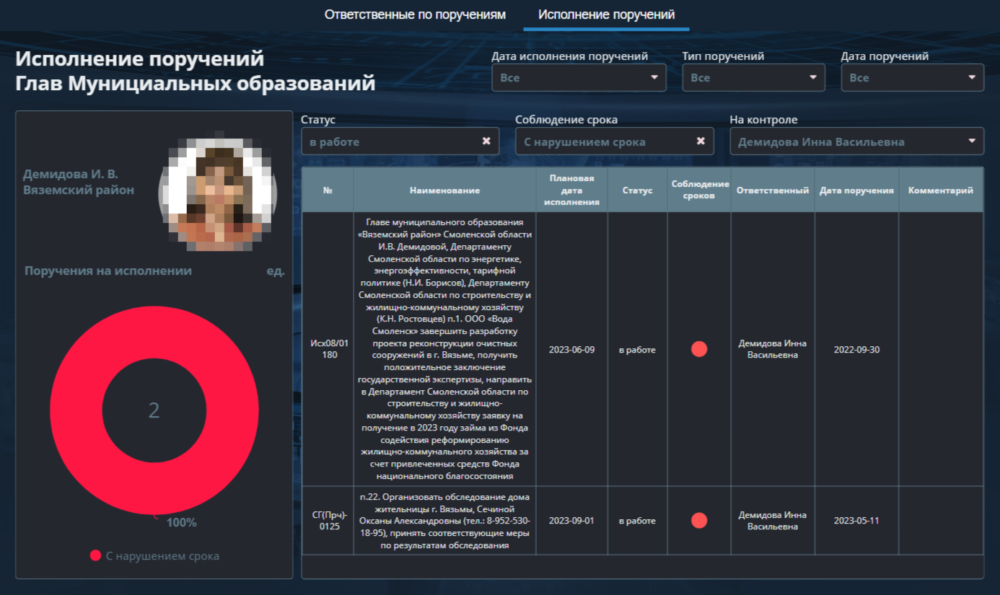 Ответственные по поручениям
Исполнение поручений
Исполнение поручений
Глав Муниципальных образований
Дата исполнения поручений
Все
Тип поручений
Все
Дата поручений
Все
Демидова И. В.
Вяземский район
Поручения на исполнении
ед.
2
100%
С нарушением срока
Статус
в работе
Соблюдение срока
С нарушением срока
На контроле
Демидова Инна Васильевна
№
Наименование
Плановая
дата
исполнения
Статус
Соблюдение
сроков
Ответственный
Дата поручения
Комментарий
Исх08/01
180
Главе муниципального образования
«Вяземский район» Смоленской области
И.В. Демидовой, Департаменту
Смоленской области по энергетике,
энергоэффективности, тарифной
политике (Н.И. Борисов), Департаменту
Смоленской области по строительству и
жилищно-коммунальному хозяйству
(К.Н. Ростовцев) п.1. ООО «Вода
Смоленск» завершить разработку
проекта реконструкции очистных
сооружений в г. Вязьме, получить
положительное заключение
государственной экспертизы, направить
в Департамент Смоленской области по
строительству и жилищно-
коммунальному хозяйству заявку на
получение в 2023 году займа из Фонда
содействия реформированию
жилищно-коммунального хозяйства за
счет привлеченных средств Фонда
национального благосостояния
2023-06-09
в работе
Демидова Инна
Васильевна
2022-09-30
СГ(Прч)-
0125
п.22. Организовать обследование дома
жительницы г. Вязьмы, Сечиной
Оксаны Александровны (тел.: 8-952-530-
18-95), принять соответствующие меры
по результатам обследования
2023-09-01
в работе
Демидова Инна
Васильевна
2023-05-11